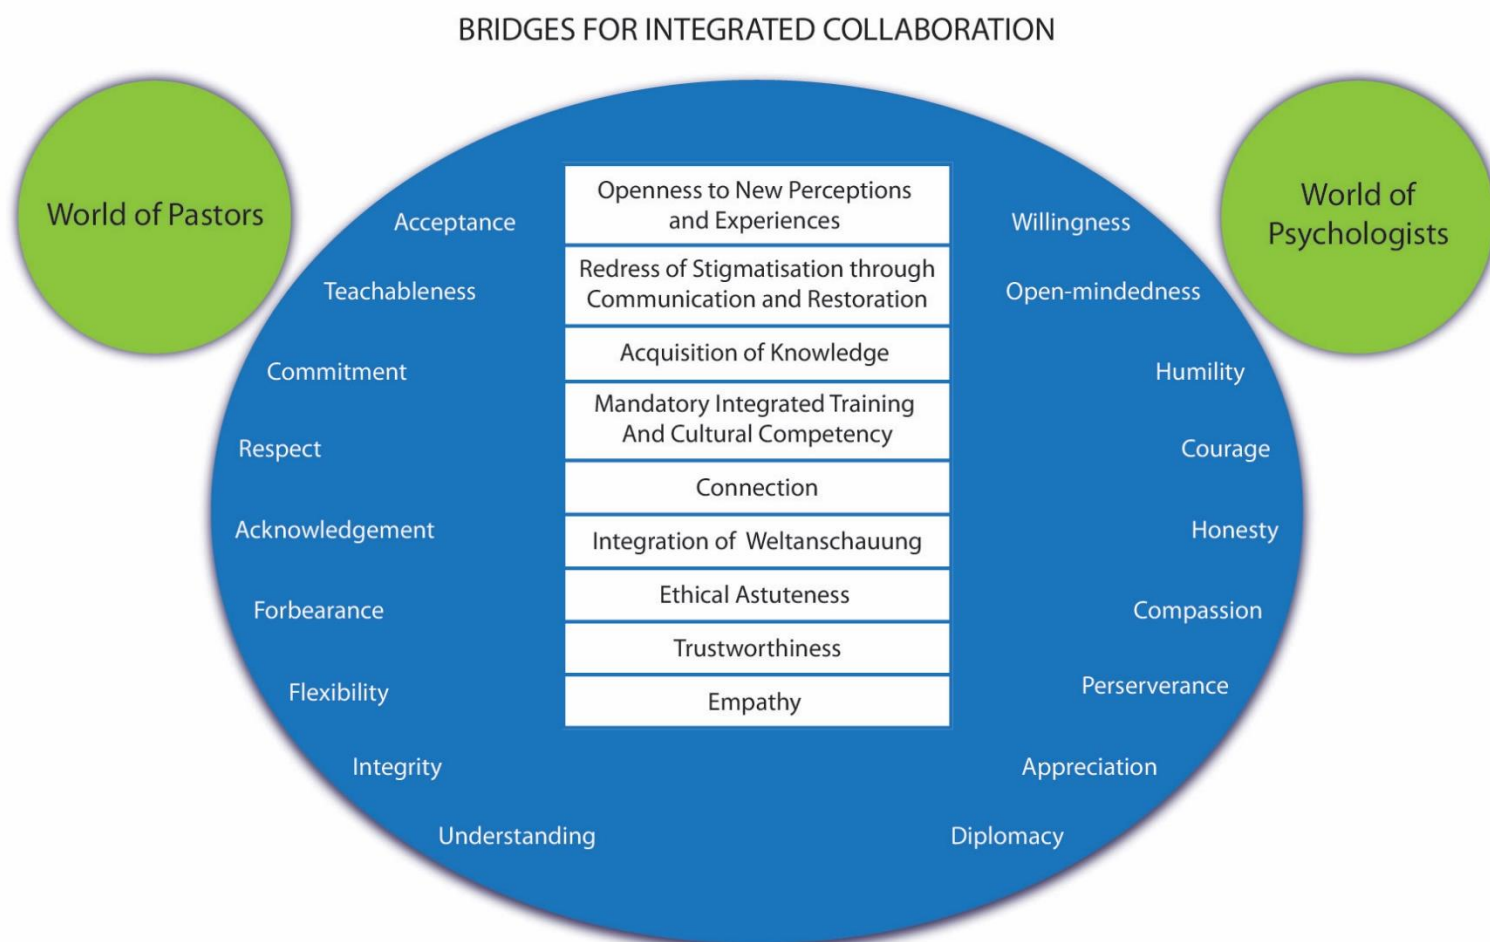 BRIDGES FOR INTEGRATED COLLABORATION
World of Pastors
World of
Psychologists
Acceptance
Teachableness
Commitment
Respect
Acknowledgement
Forbearance
Flexibility
Integrity
Understanding
Openness to New Perceptions
and Experiences
Redress of Stigmatisation through
Communication and Restoration
Acquisition of Knowledge
Mandatory Integrated Training
And Cultural Competency
Connection
Integration of Weltanschauung
Ethical Astuteness
Trustworthiness
Empathy
Willingness
Open-mindedness
Humility
Courage
Honesty
Compassion
Perserverance
Appreciation
Diplomacy